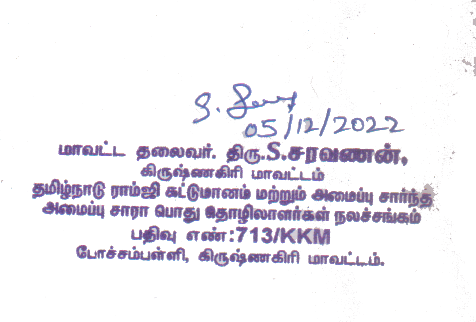 05/12/2022
மாவட்ட தலைவர். திரு.S.சரவணன்,
கிருஷ்ணகிரி மாவட்டம்
தமிழ்நாடு ராம்ஜி கட்டுமானம் மற்றும் அமைப்பு சார்ந்த
அமைப்பு சாரா பொது தொழிலாளர்கள் நலச்சங்கம்
பதிவு எண்:713/KKM
போச்சம்பள்ளி, கிருஷ்ணகிரி மாவட்டம்.